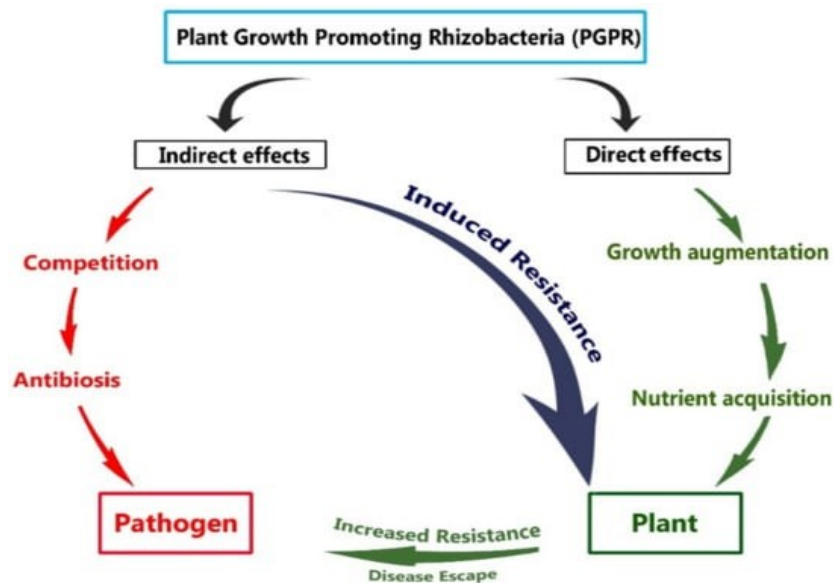 Plant Growth Promoting Rhizobacteria (PGPR)
Indirect effects
Direct effects
Induced Resistance
Competition
Growth augmentation
Antibiosis
Nutrient acquisition
Pathogen
Increased Resistance
Disease Escape
Plant